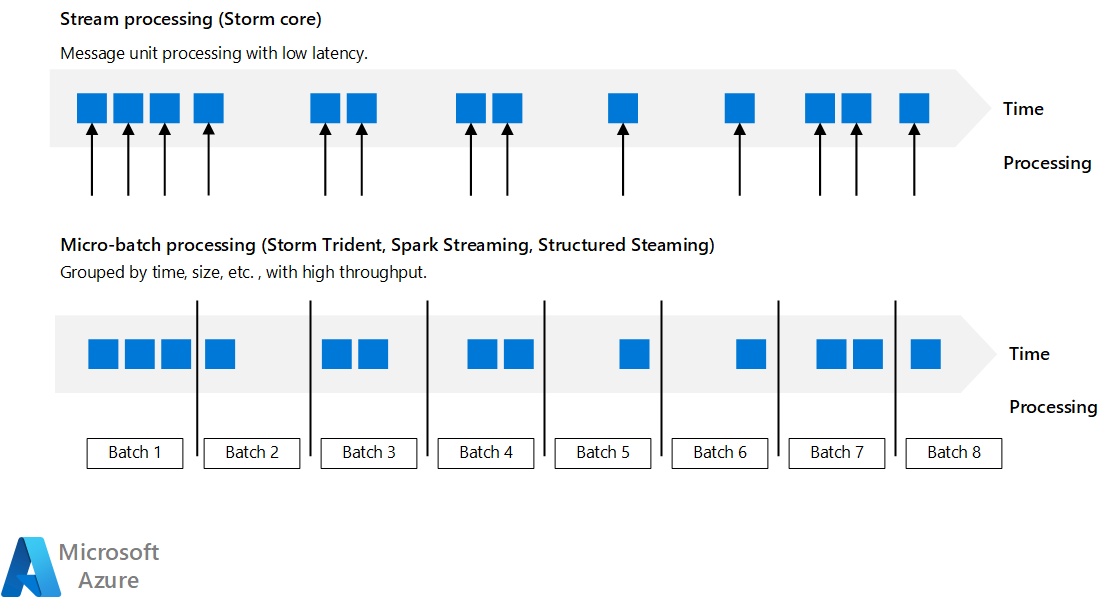 Stream processing (Storm core)
Message unit processing with low latency.
Time
Processing
Micro-batch processing (Storm Trident, Spark Streaming, Structured Steaming)
Grouped by time, size, etc. , with high throughput.
Time
Processing
Batch 1
Batch 2
Batch 3
Batch 4
Batch 5
Batch 6
Batch 7
Batch 8
Microsoft
Azure